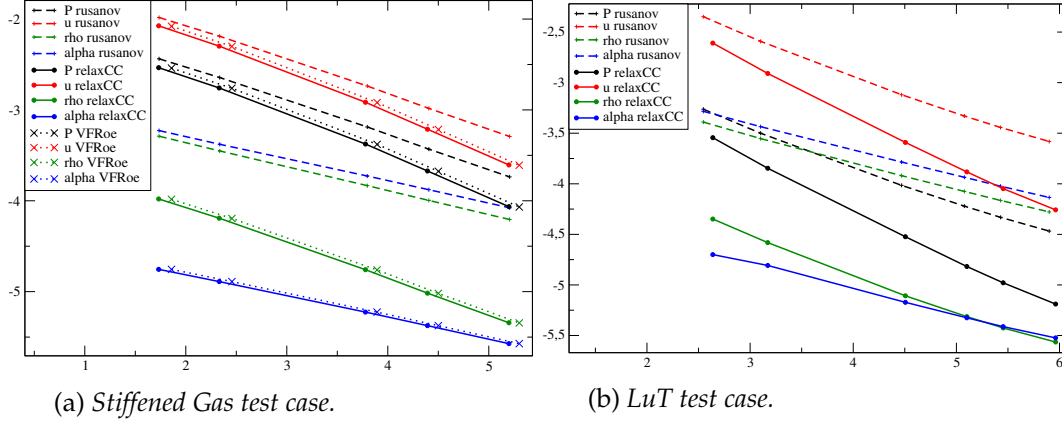 -2
-3
-4
-5
1
2
3
4
5
P rusanov
u rusanov
rho rusanov
alpha rusanov
P relaxCC
u relaxCC
rho relaxCC
alpha relaxCC
P VFRoe
u VFRoe
rho VFRoe
alpha VFRoe
(a) Stiffened Gas test case.
-2,5
-3
-3,5
-4
-4,5
-5
-5,5
2
3
4
5
6
P rusanov
u rusanov
rho rusanov
alpha rusanov
P relaxCC
u relaxCC
rho relaxCC
alpha relaxCC
(b) LuT test case.